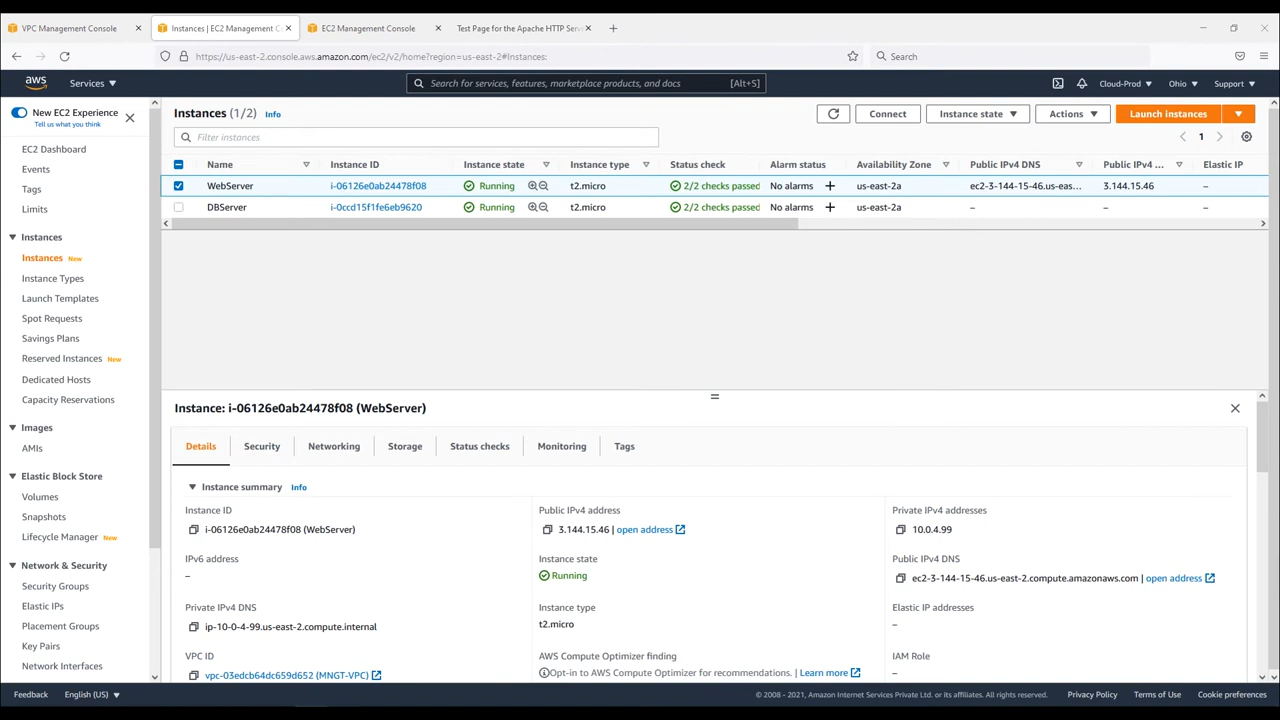 VPC Management Console
Instances | EC2 Management C
EC2 Management Console
Test Page for the Apache HTTP Serv
https://us-east-2.console.aws.amazon.com/ec2/v2/home?region=us-east-2#Instances:
Search
aws
Services
Search for services, features, marketplace products, and docs
[Alt+S]
Cloud-Prod
Ohio
Support
New EC2 Experience
Tell us what you think
EC2 Dashboard
Events
Tags
Limits
Instances
Instances New
Instance Types
Launch Templates
Spot Requests
Savings Plans
Reserved Instances New
Dedicated Hosts
Capacity Reservations
Images
AMIs
Elastic Block Store
Volumes
Snapshots
Lifecycle Manager New
Network & Security
Security Groups
Elastic IPs
Placement Groups
Key Pairs
Network Interfaces
Instances (1/2) Info
Connect
Instance state
Actions
Launch instances
Filter instances
1
Name Instance ID Instance state Instance type Status check Alarm status Availability Zone Public IPv4 DNS Public IPv4 ... Elastic IP
WebServer i-06126e0ab24478f08 Running t2.micro 2/2 checks passed No alarms + us-east-2a ec2-3-144-15-46.us-eas... 3.144.15.46 –
DBServer i-0ccd15f1fe6eb9620 Running t2.micro 2/2 checks passed No alarms + us-east-2a – – –
Instance: i-06126e0ab24478f08 (WebServer)
Details Security Networking Storage Status checks Monitoring Tags
Instance summary Info
Instance ID
i-06126e0ab24478f08 (WebServer)
Public IPv4 address
3.144.15.46 | open address
Private IPv4 addresses
10.0.4.99
IPv6 address
–
Instance state
Running
Public IPv4 DNS
ec2-3-144-15-46.us-east-2.compute.amazonaws.com | open address
Private IPv4 DNS
ip-10-0-4-99.us-east-2.compute.internal
Instance type
t2.micro
Elastic IP addresses
–
VPC ID
vpc-03edcb64dc659d652 (MNGT-VPC)
AWS Compute Optimizer finding
Opt-in to AWS Compute Optimizer for recommendations. | Learn more
IAM Role
–
Feedback
English (US)
© 2008 - 2021, Amazon Internet Services Private Ltd. or its affiliates. All rights reserved.
Privacy Policy
Terms of Use
Cookie preferences